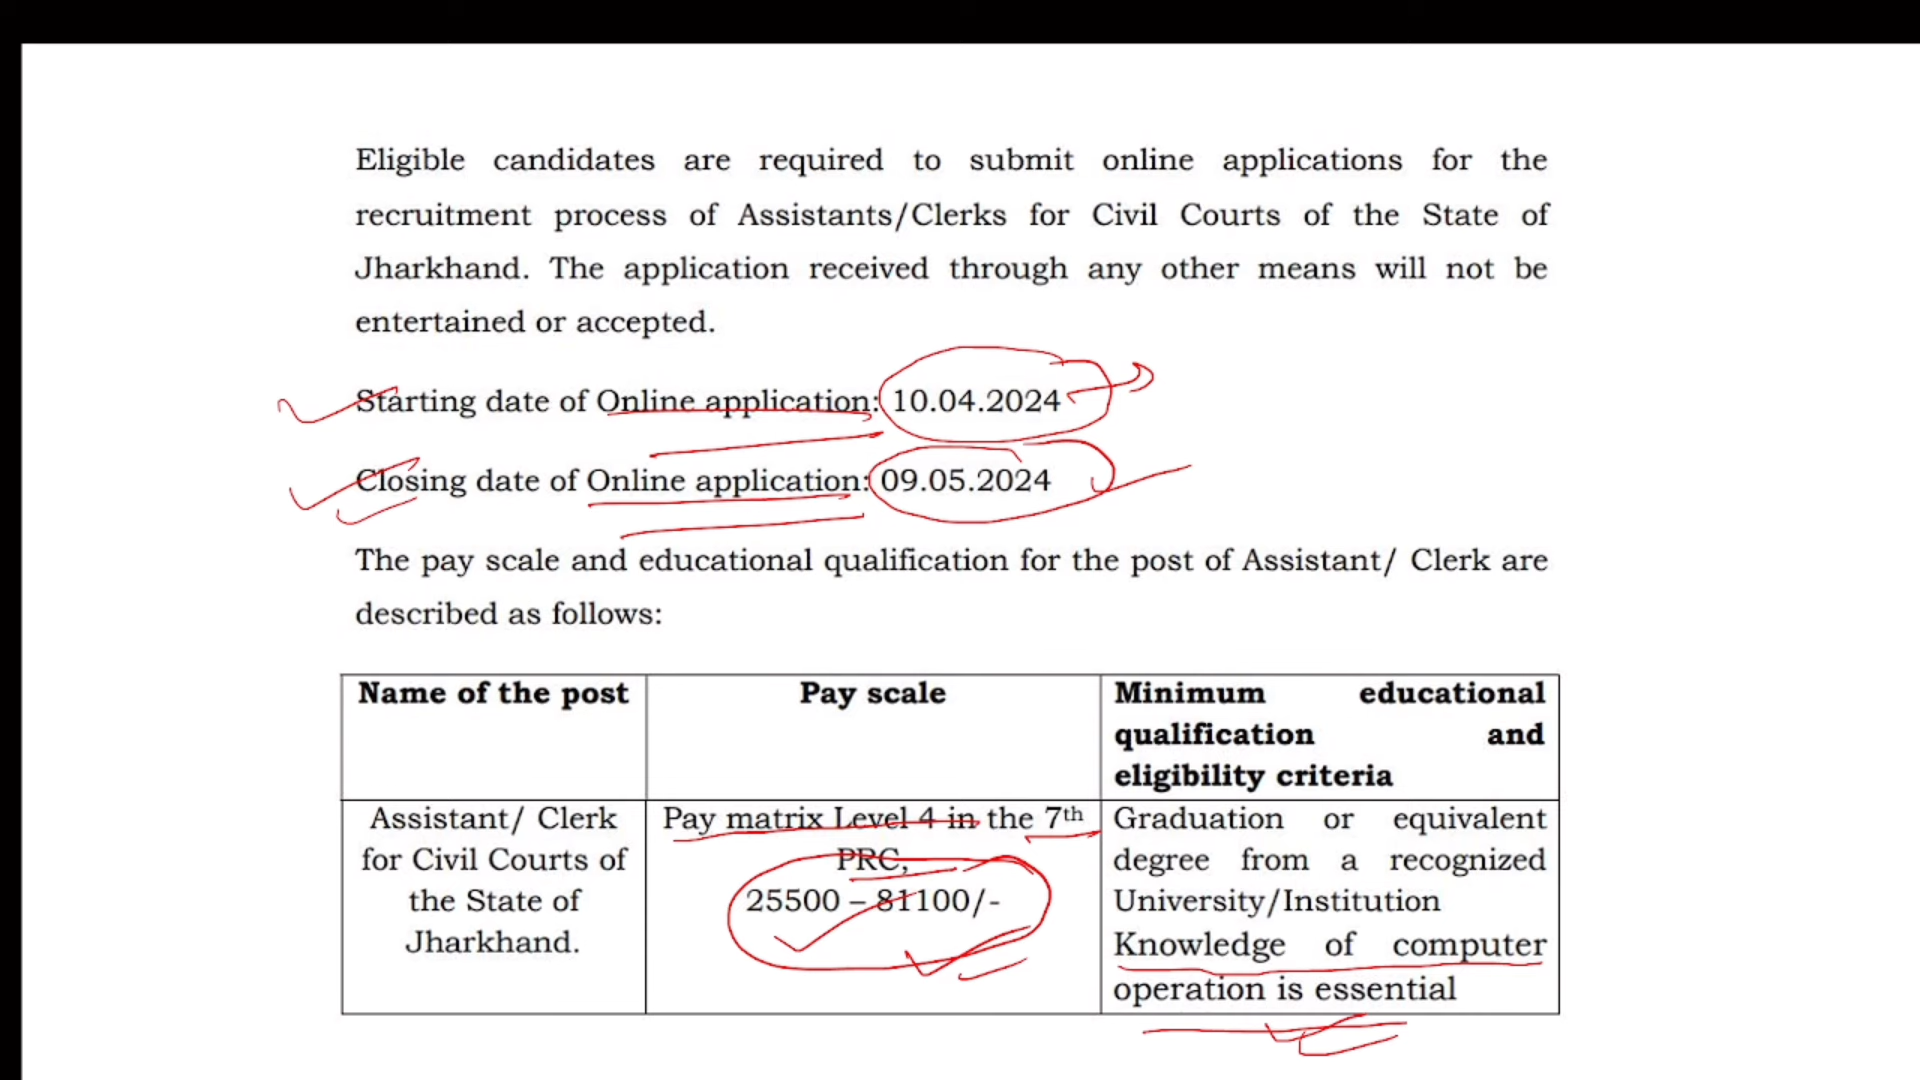 Eligible candidates are required to submit online applications for the
recruitment process of Assistants/Clerks for Civil Courts of the State of
Jharkhand. The application received through any other means will not be
entertained or accepted.
Starting date of Online application: 10.04.2024
Closing date of Online application: 09.05.2024
The pay scale and educational qualification for the post of Assistant/ Clerk are
described as follows:
Name of the post
Pay scale
Minimum educational
qualification and
eligibility criteria
Assistant/ Clerk
for Civil Courts of
the State of
Jharkhand.
Pay matrix Level 4 in the 7th
PRC,
25500 – 81100/-
Graduation or equivalent
degree from a recognized
University/Institution
Knowledge of computer
operation is essential